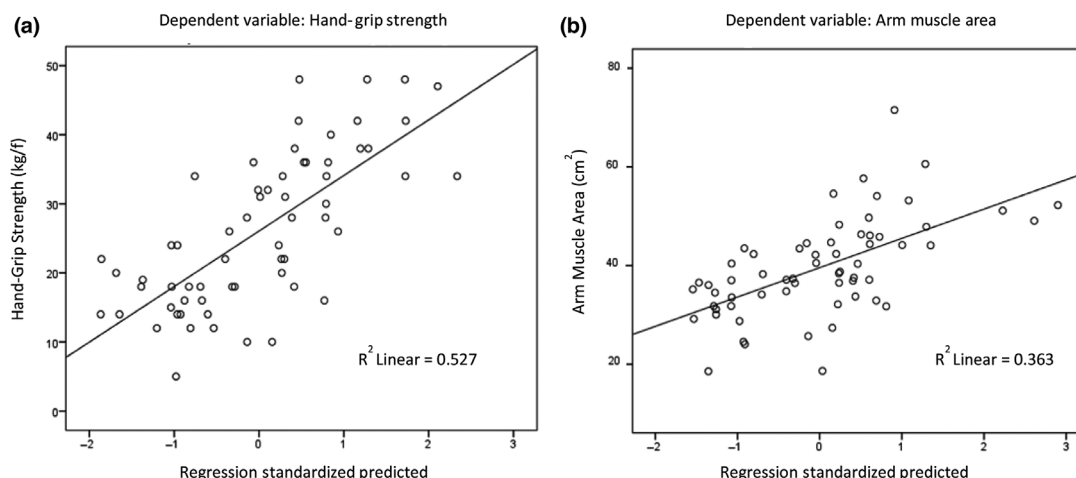 (a)
Dependent variable: Hand-grip strength
Hand-Grip Strength (kg/f)
50
40
30
20
10
0
R² Linear = 0.527
–2 –1 0 1 2 3
Regression standardized predicted
(b)
Dependent variable: Arm muscle area
Arm Muscle Area (cm²)
80
60
40
20
R² Linear = 0.363
–2 –1 0 1 2 3
Regression standardized predicted